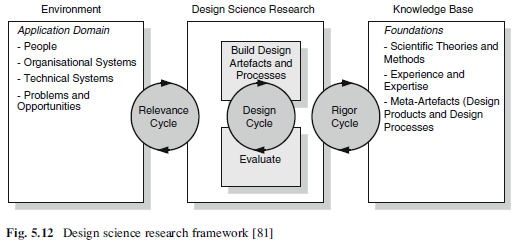 Environment
Application Domain
- People
- Organisational Systems
- Technical Systems
- Problems and
Opportunities
Relevance
Cycle
Design Science Research
Build Design
Artefacts and
Processes
Design
Cycle
Evaluate
Rigor
Cycle
Knowledge Base
Foundations
- Scientific Theories and
Methods
- Experience and
Expertise
- Meta-Artefacts (Design
Products and Design
Processes
Fig. 5.12 Design science research framework [81]